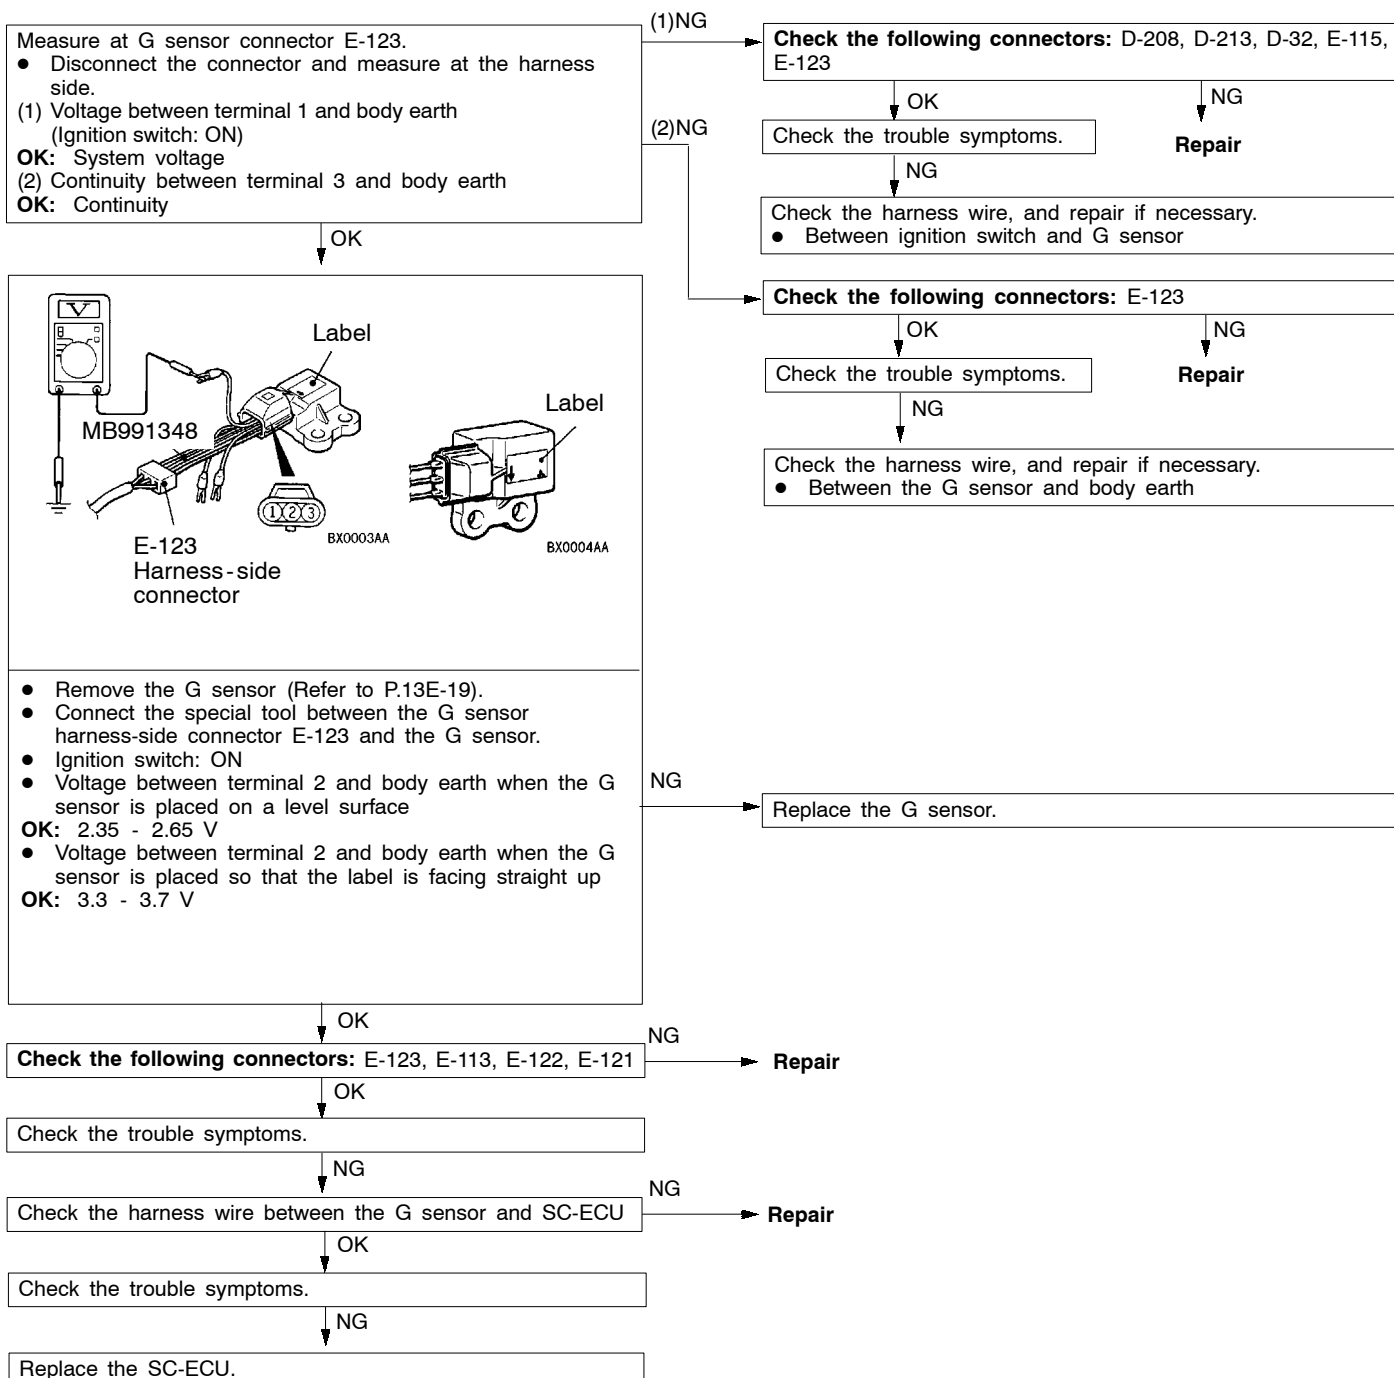 Measure at G sensor connector E-123.
● Disconnect the connector and measure at the harness
side.
(1) Voltage between terminal 1 and body earth
(Ignition switch: ON)
OK: System voltage
(2) Continuity between terminal 3 and body earth
OK: Continuity
(1)NG
Check the following connectors: D-208, D-213, D-32, E-115,
E-123
OK
NG
Check the trouble symptoms.
Repair
NG
Check the harness wire, and repair if necessary.
● Between ignition switch and G sensor
(2)NG
Check the following connectors: E-123
OK
NG
Check the trouble symptoms.
Repair
NG
Check the harness wire, and repair if necessary.
● Between the G sensor and body earth
OK
V
Label
MB991348
1 2 3
BX0003AA
E-123
Harness-side
connector
Label
BX0004AA
● Remove the G sensor (Refer to P.13E-19).
● Connect the special tool between the G sensor
harness-side connector E-123 and the G sensor.
● Ignition switch: ON
● Voltage between terminal 2 and body earth when the G
sensor is placed on a level surface
OK: 2.35 - 2.65 V
● Voltage between terminal 2 and body earth when the G
sensor is placed so that the label is facing straight up
OK: 3.3 - 3.7 V
NG
Replace the G sensor.
OK
Check the following connectors: E-123, E-113, E-122, E-121
NG
Repair
OK
Check the trouble symptoms.
NG
Check the harness wire between the G sensor and SC-ECU
NG
Repair
OK
Check the trouble symptoms.
NG
Replace the SC-ECU.